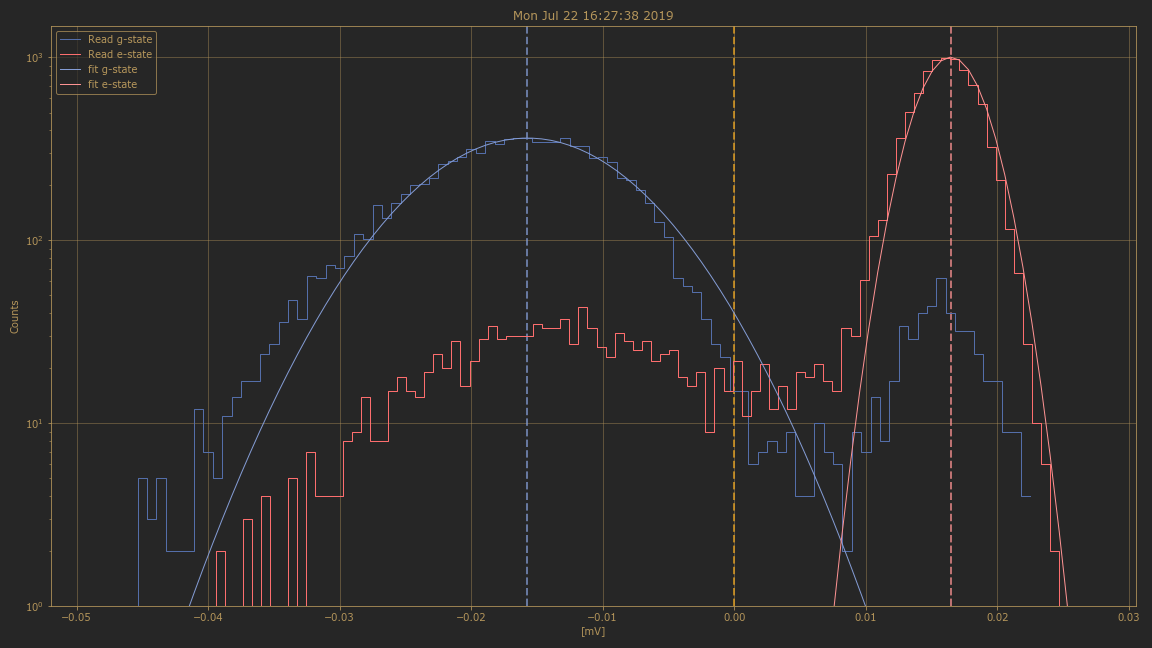 Mon Jul 22 16:27:38 2019
Read g-state
Read e-state
fit g-state
fit e-state
Counts
10³
10²
10¹
10⁰
−0.05 −0.04 −0.03 −0.02 −0.01 0.00 0.01 0.02 0.03
[mV]